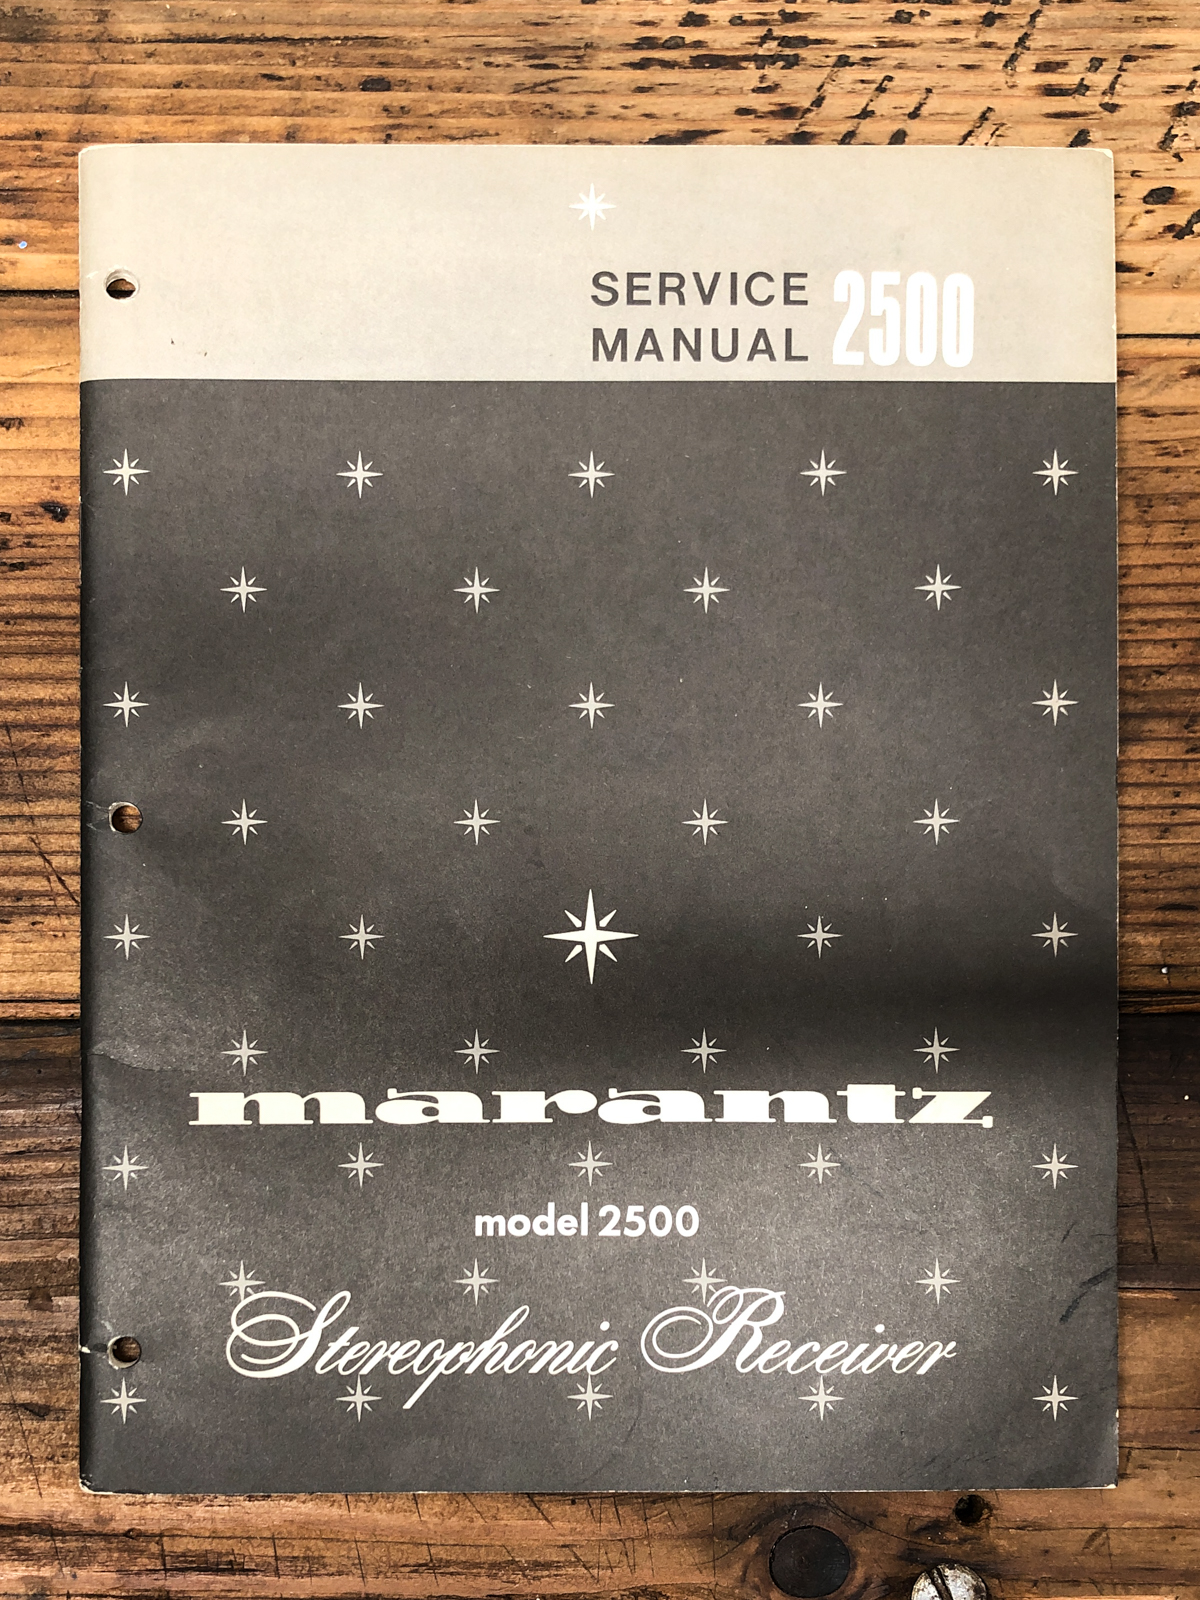 SERVICE
MANUAL 2500
marantz
model 2500
Stereophonic Receiver